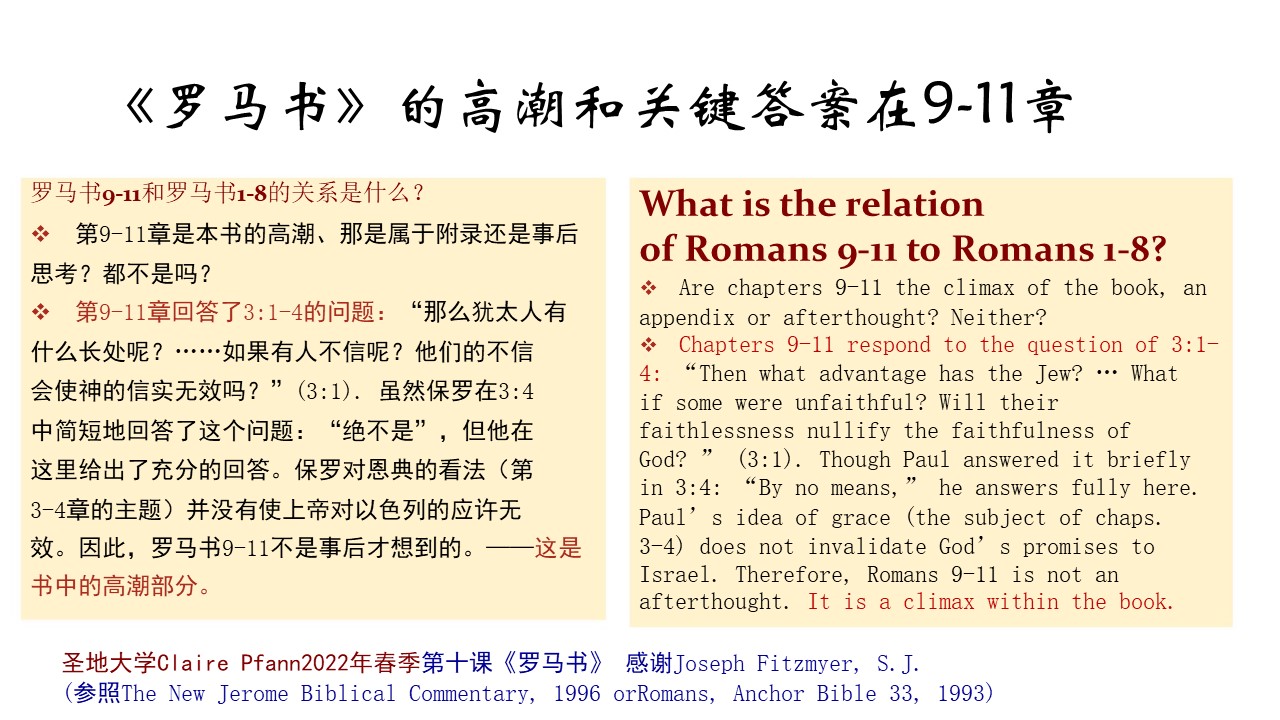 《罗马书》的高潮和关键答案在9-11章
罗马书9-11和罗马书1-8的关系是什么？
❖ 第9-11章是本书的高潮、那是属于附录还是事后
思考？都不是吗？
❖ 第9-11章回答了3:1-4的问题：“那么犹太人有
什么长处呢？……如果有人不信呢？他们的不信
会使神的信实无效吗？”(3:1). 虽然保罗在3:4
中简短地回答了这个问题：“绝不是”，但他在
这里给出了充分的回答。保罗对恩典的看法（第
3-4章的主题）并没有使上帝对以色列的应许无
效。因此，罗马书9-11不是事后才想到的。——这是
书中的高潮部分。
What is the relation
of Romans 9-11 to Romans 1-8?
❖ Are chapters 9-11 the climax of the book, an
appendix or afterthought? Neither?
❖ Chapters 9-11 respond to the question of 3:1-
4: “Then what advantage has the Jew? … What
if some were unfaithful? Will their
faithlessness nullify the faithfulness of
God? ” (3:1). Though Paul answered it briefly
in 3:4: “By no means,” he answers fully here.
Paul’s idea of grace (the subject of chaps.
3-4) does not invalidate God’s promises to
Israel. Therefore, Romans 9-11 is not an
afterthought. It is a climax within the book.
圣地大学Claire Pfann2022年春季第十课《罗马书》 感谢Joseph Fitzmyer, S.J.
(参照The New Jerome Biblical Commentary, 1996 orRomans, Anchor Bible 33, 1993)